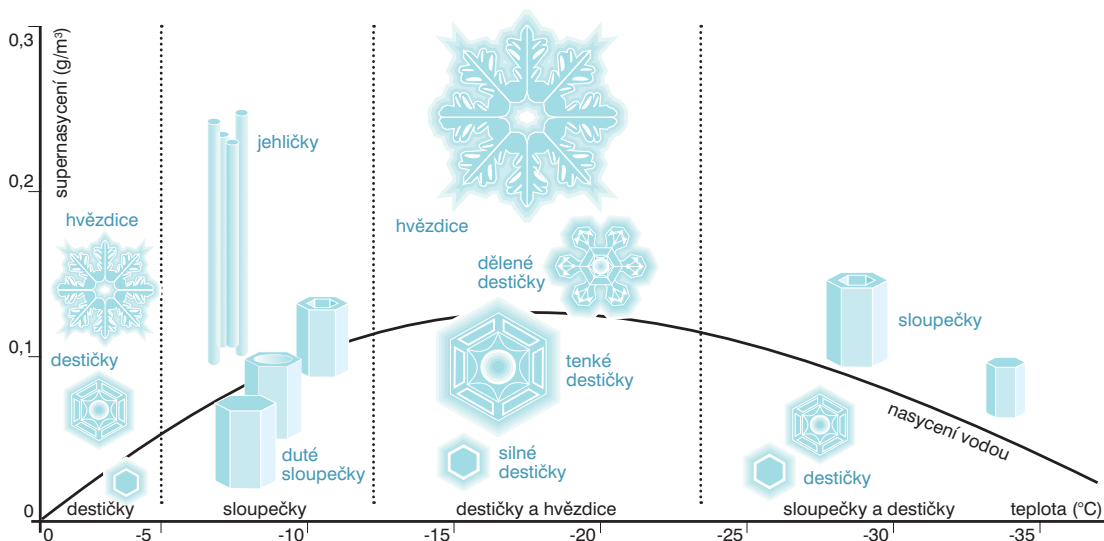 0,3
supernasycení (g/m³)
jehličky
0,2
hvězdice
hvězdice
dělené
destičky
sloupečky
0,1
destičky
tenké
destičky
nasycení vodou
duté
sloupečky
silné
destičky
destičky
0
destičky
sloupečky
destičky a hvězdice
sloupečky a destičky
teplota (°C)
0
-5
-10
-15
-20
-25
-30
-35